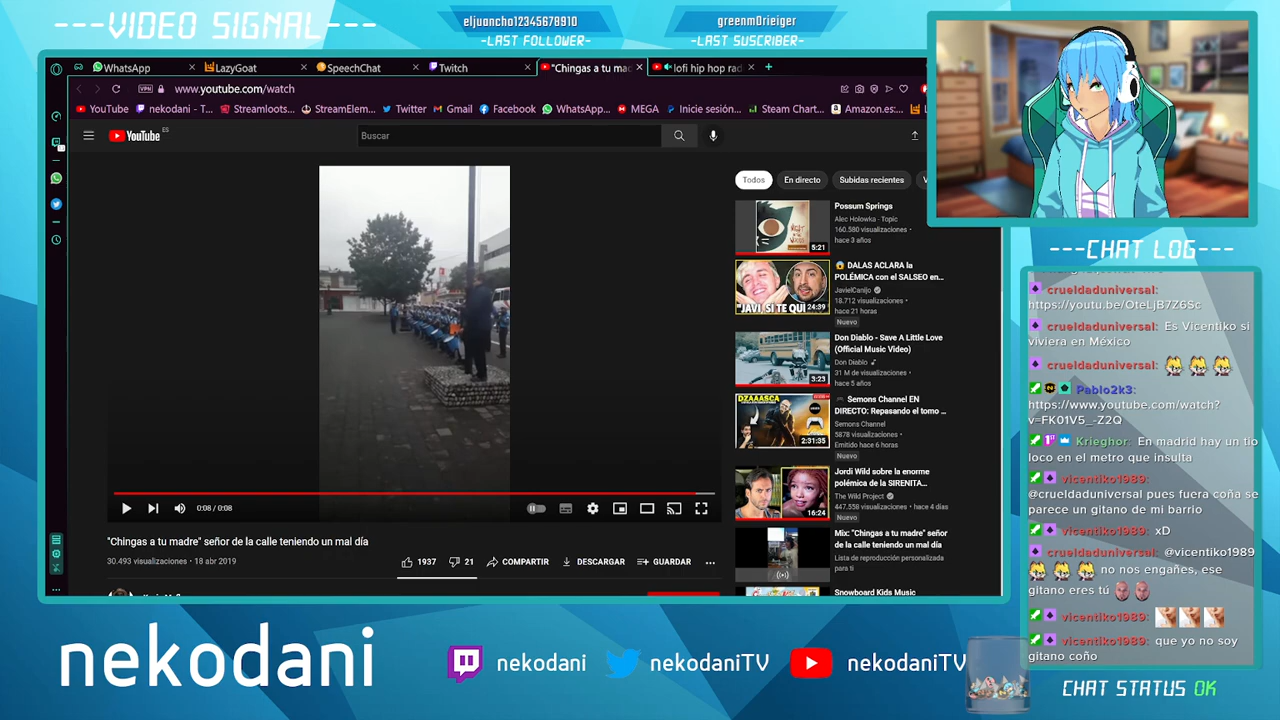 ---VIDEO SIGNAL---
eljuancho12345678910
-LAST FOLLOWER-
greenm0rieiger
-LAST SUSCRIBER-
WhatsApp
LazyGoat
SpeechChat
Twitch
"Chingas a tu mad
lofi hip hop rad
VPN
www.youtube.com/watch
YouTube
nekodani - T...
Streamloots...
StreamElem...
Twitter
Gmail
Facebook
WhatsApp...
MEGA
Inicie sesión...
Steam Chart...
Amazon.es:...
YouTube ES
Buscar
Todos
En directo
Subidas recientes
Possum Springs
Alec Holowka - Topic
160.580 visualizaciones •
hace 3 años
5:21
DALAS ACLARA la
POLÉMICA con el SALSEO en...
JavielCanijo
18.712 visualizaciones •
hace 21 horas
Nuevo
"JAVI, SI TE QUI
24:39
Don Diablo - Save A Little Love
(Official Music Video)
Don Diablo
31 M de visualizaciones •
hace 5 años
3:23
Semons Channel EN
DIRECTO: Repasando el tomo ...
Semons Channel
5878 visualizaciones •
Emitido hace 6 horas
Nuevo
DZAAASCA
2:31:35
Jordi Wild sobre la enorme
polémica de la SIRENITA...
The Wild Project
447.558 visualizaciones • hace 4 días
Nuevo
16:24
Mix: "Chingas a tu madre" señor
de la calle teniendo un mal día
Lista de reproducción personalizada
para ti
Snowboard Kids Music
0:08 / 0:08
"Chingas a tu madre" señor de la calle teniendo un mal día
30.493 visualizaciones • 18 abr 2019
1937
21
COMPARTIR
DESCARGAR
GUARDAR
---CHAT LOG---
crueldaduniversal:
https://youtu.be/OteLjB7Z6Sc
crueldaduniversal: Es Vicentiko si
viviera en México
crueldaduniversal:
Pablo2k3:
https://www.youtube.com/watch?
v=FK01V5_-Z2Q
Krieghor: En madrid hay un tio
loco en el metro que insulta
vicentiko1989:
@crueldaduniversal pues fuera coña se
parece un gitano de mi barrio
vicentiko1989: xD
crueldaduniversal: @vicentiko1989
no nos engañes, ese
gitano eres tú
vicentiko1989:
vicentiko1989: que yo no soy
gitano coño
CHAT STATUS OK
nekodani
nekodani
nekodaniTV
nekodaniTV